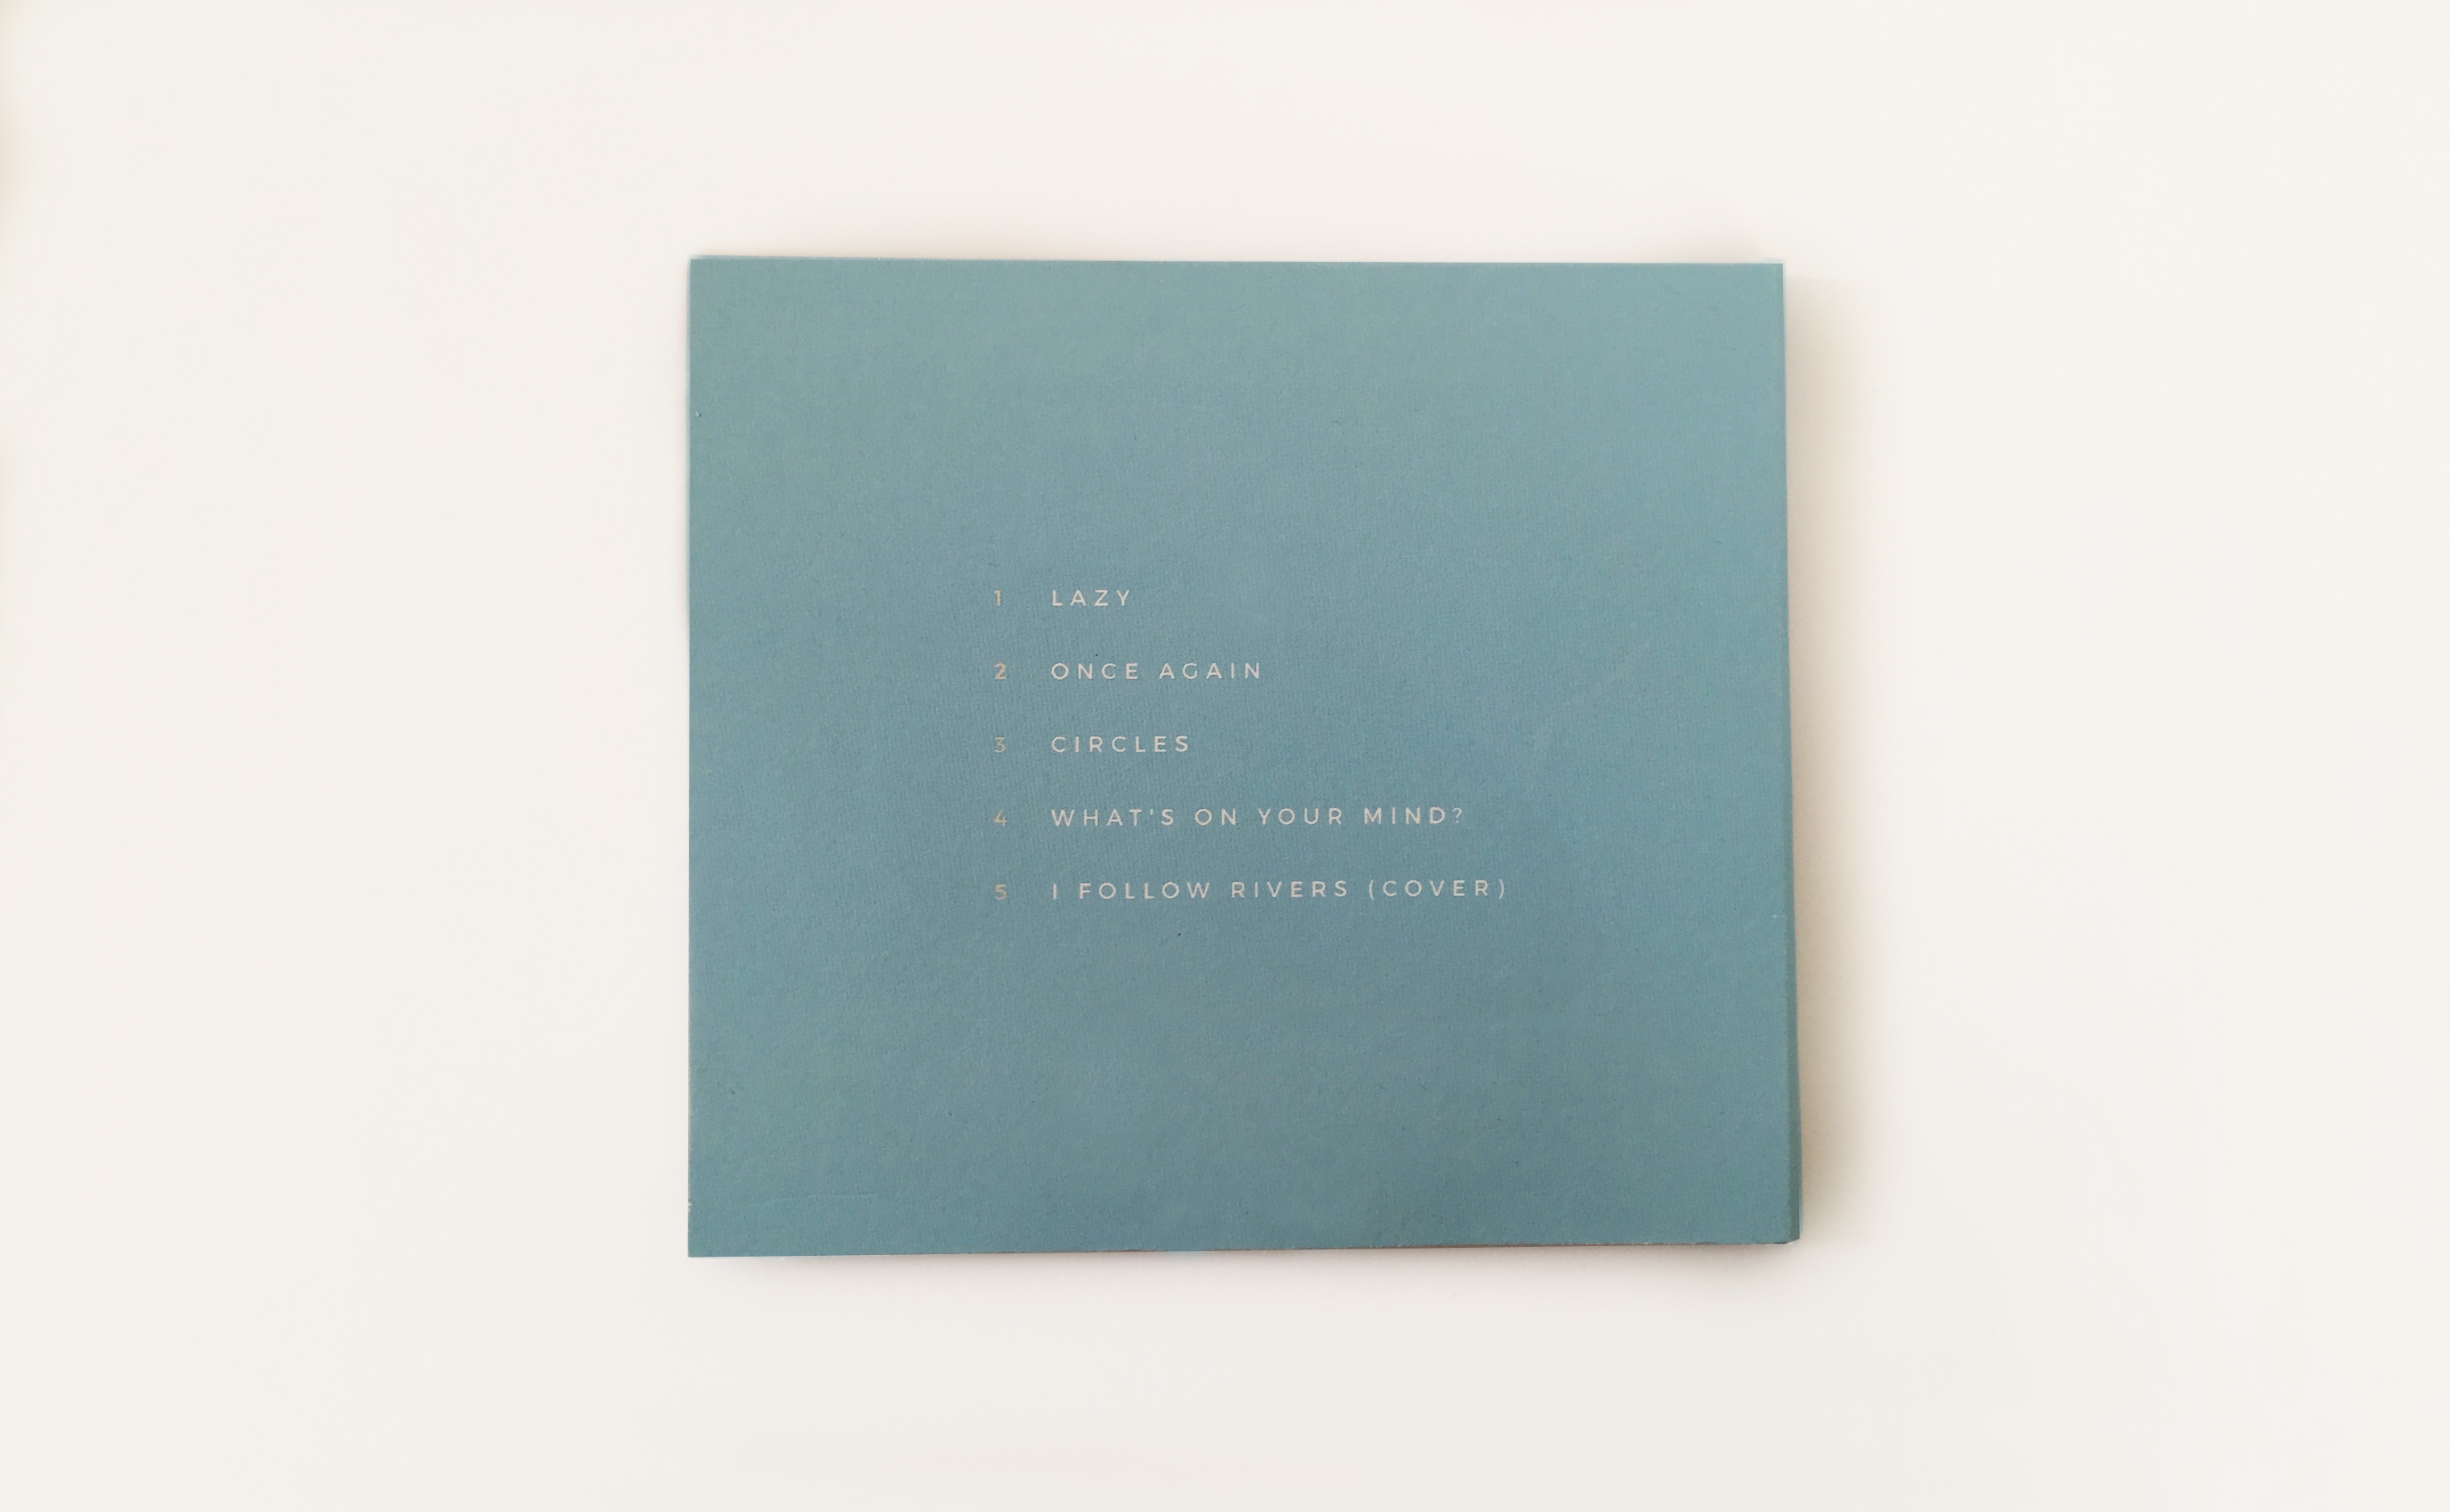 1 LAZY
2 ONCE AGAIN
3 CIRCLES
4 WHAT'S ON YOUR MIND?
5 I FOLLOW RIVERS (COVER)